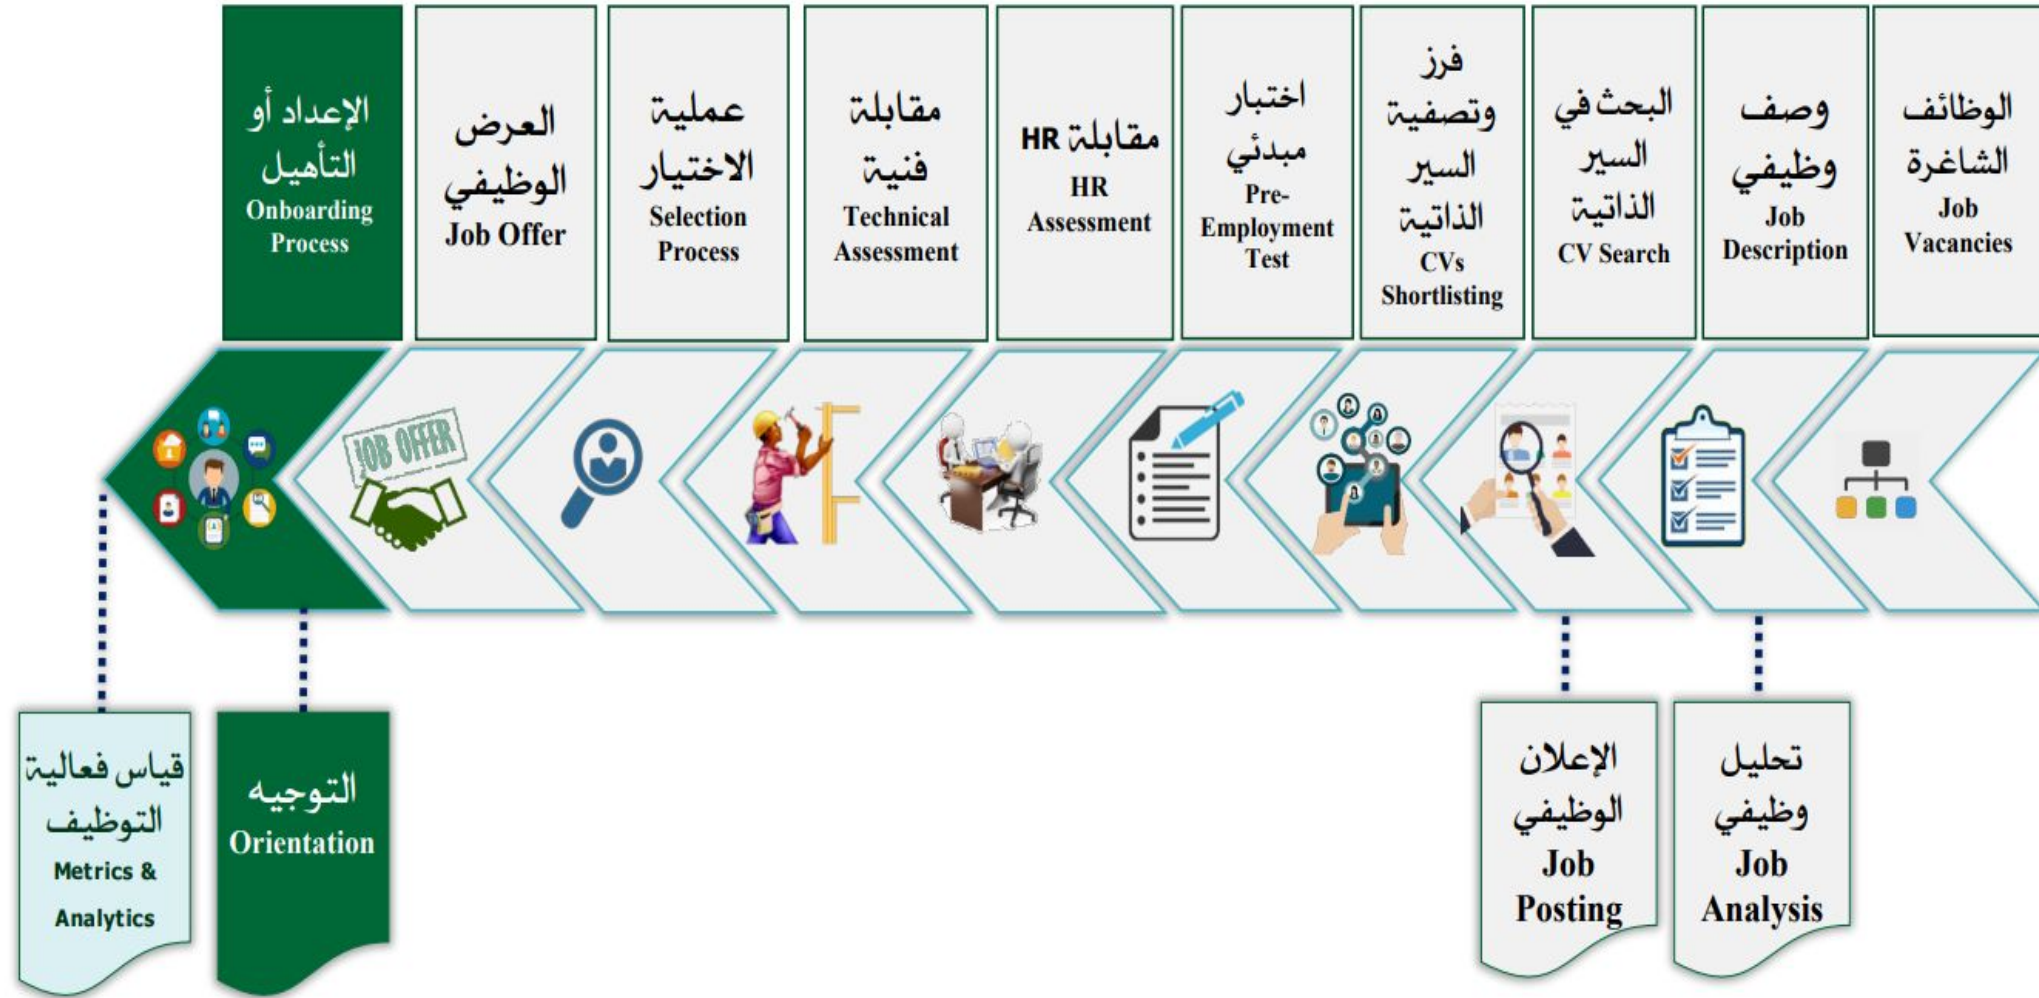 الوظائف
الشاغرة
Job
Vacancies
وصف
وظيفي
Job
Description
البحث في
السير
الذاتية
CV Search
فرز
وتصفية
السير
الذاتية
CVs
Shortlisting
اختبار
مبدئي
Pre-
Employment
Test
مقابلة HR
HR
Assessment
مقابلة
فنية
Technical
Assessment
عملية
الاختيار
Selection
Process
العرض
الوظيفي
Job Offer
الإعداد أو
التأهيل
Onboarding
Process
JOB OFFER
تحليل
وظيفي
Job
Analysis
الإعلان
الوظيفي
Job
Posting
التوجيه
Orientation
قياس فعالية
التوظيف
Metrics &
Analytics